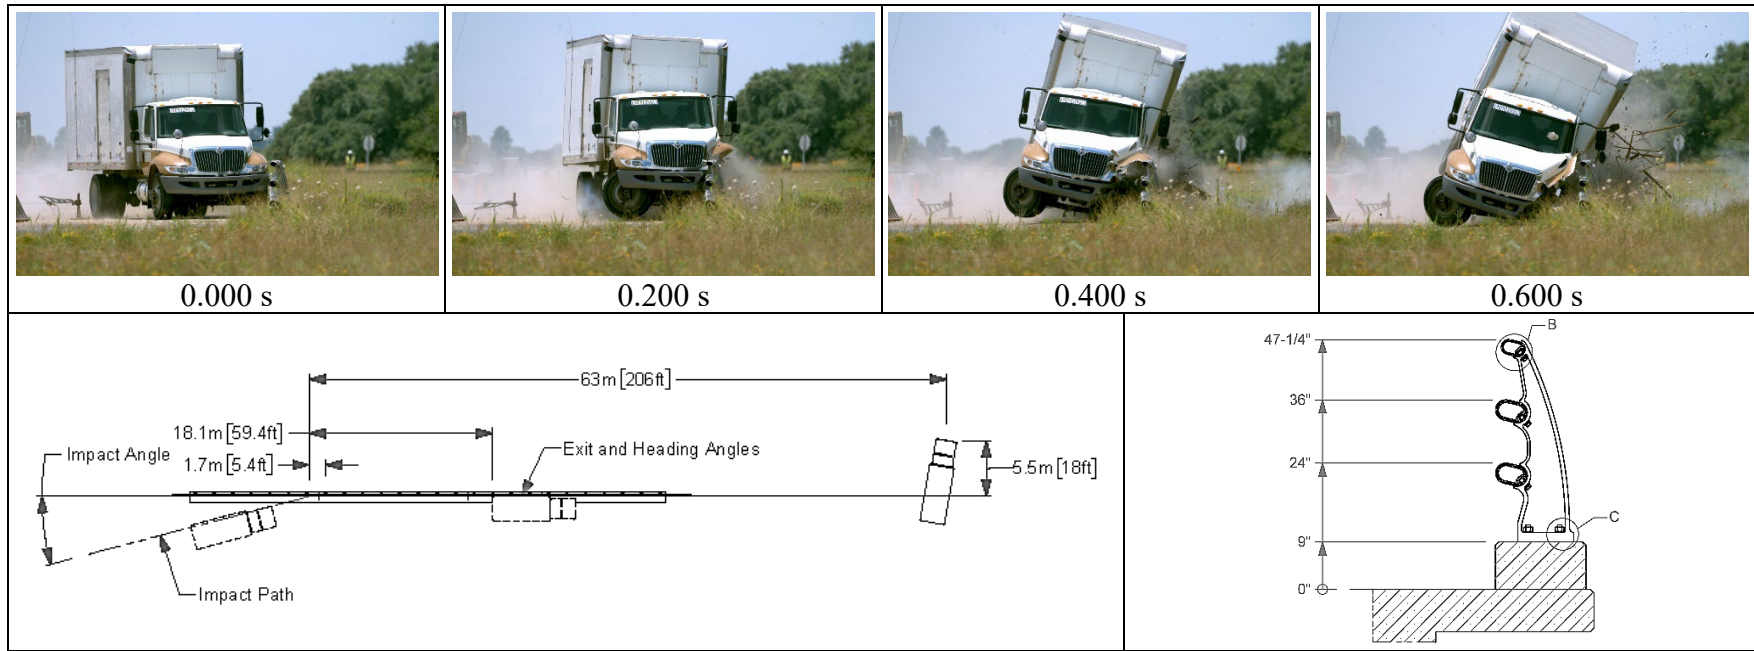 0.000 s
0.200 s
0.400 s
0.600 s
63m[206ft]
18.1m[59.4ft]
Impact Angle
1.7m[5.4ft]
Exit and Heading Angles
5.5m[18ft]
Impact Path
47-1/4"
B
36"
24"
C
9"
0"